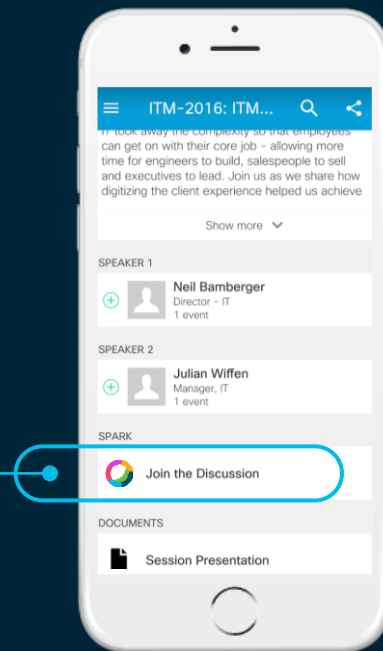 ITM-2016: ITM...
IT took away the complexity so that employees
can get on with their core job - allowing more
time for engineers to build, salespeople to sell
and executives to lead. Join us as we share how
digitizing the client experience helped us achieve
Show more
SPEAKER 1
Neil Bamberger
Director - IT
1 event
SPEAKER 2
Julian Wiffen
Manager, IT
1 event
SPARK
Join the Discussion
DOCUMENTS
Session Presentation